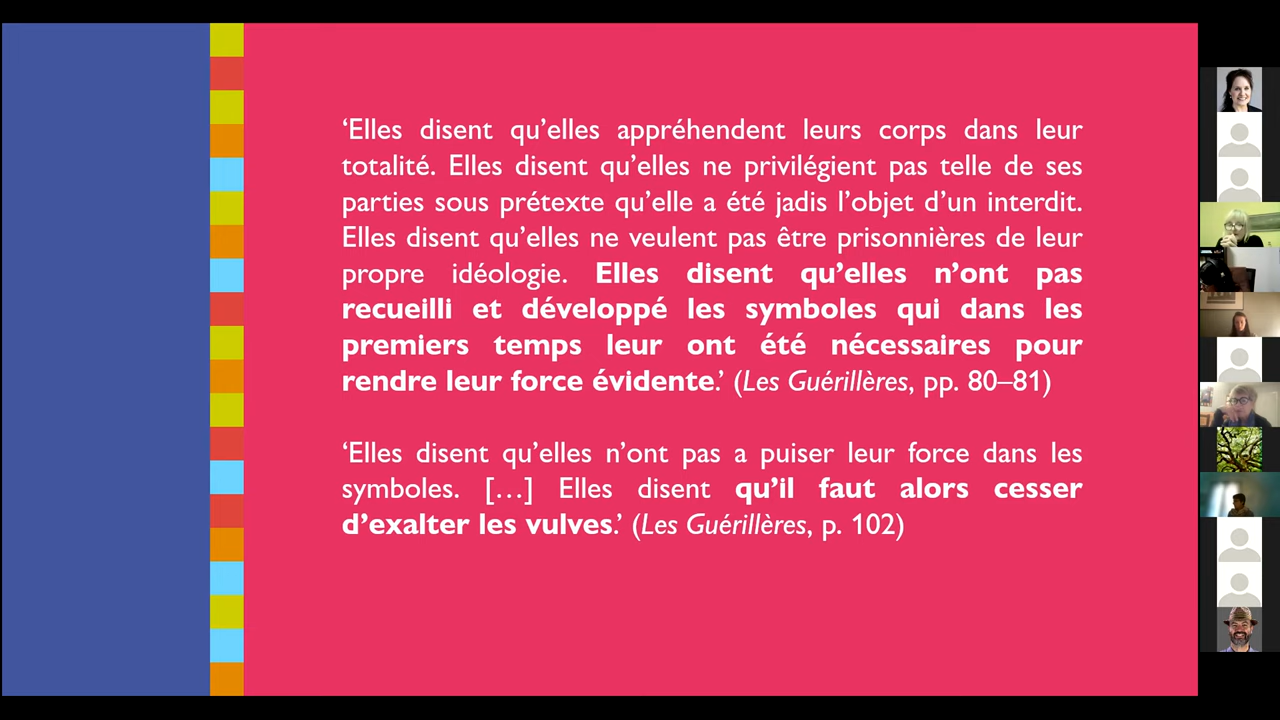 ‘Elles disent qu’elles appréhendent leurs corps dans leur
totalité. Elles disent qu’elles ne privilégient pas telle de ses
parties sous prétexte qu’elle a été jadis l’objet d’un interdit.
Elles disent qu’elles ne veulent pas être prisonnières de leur
propre idéologie. Elles disent qu’elles n’ont pas
recueilli et développé les symboles qui dans les
premiers temps leur ont été nécessaires pour
rendre leur force évidente.’ (Les Guérillères, pp. 80–81)
‘Elles disent qu’elles n’ont pas a puiser leur force dans les
symboles. […] Elles disent qu’il faut alors cesser
d’exalter les vulves.’ (Les Guérillères, p. 102)